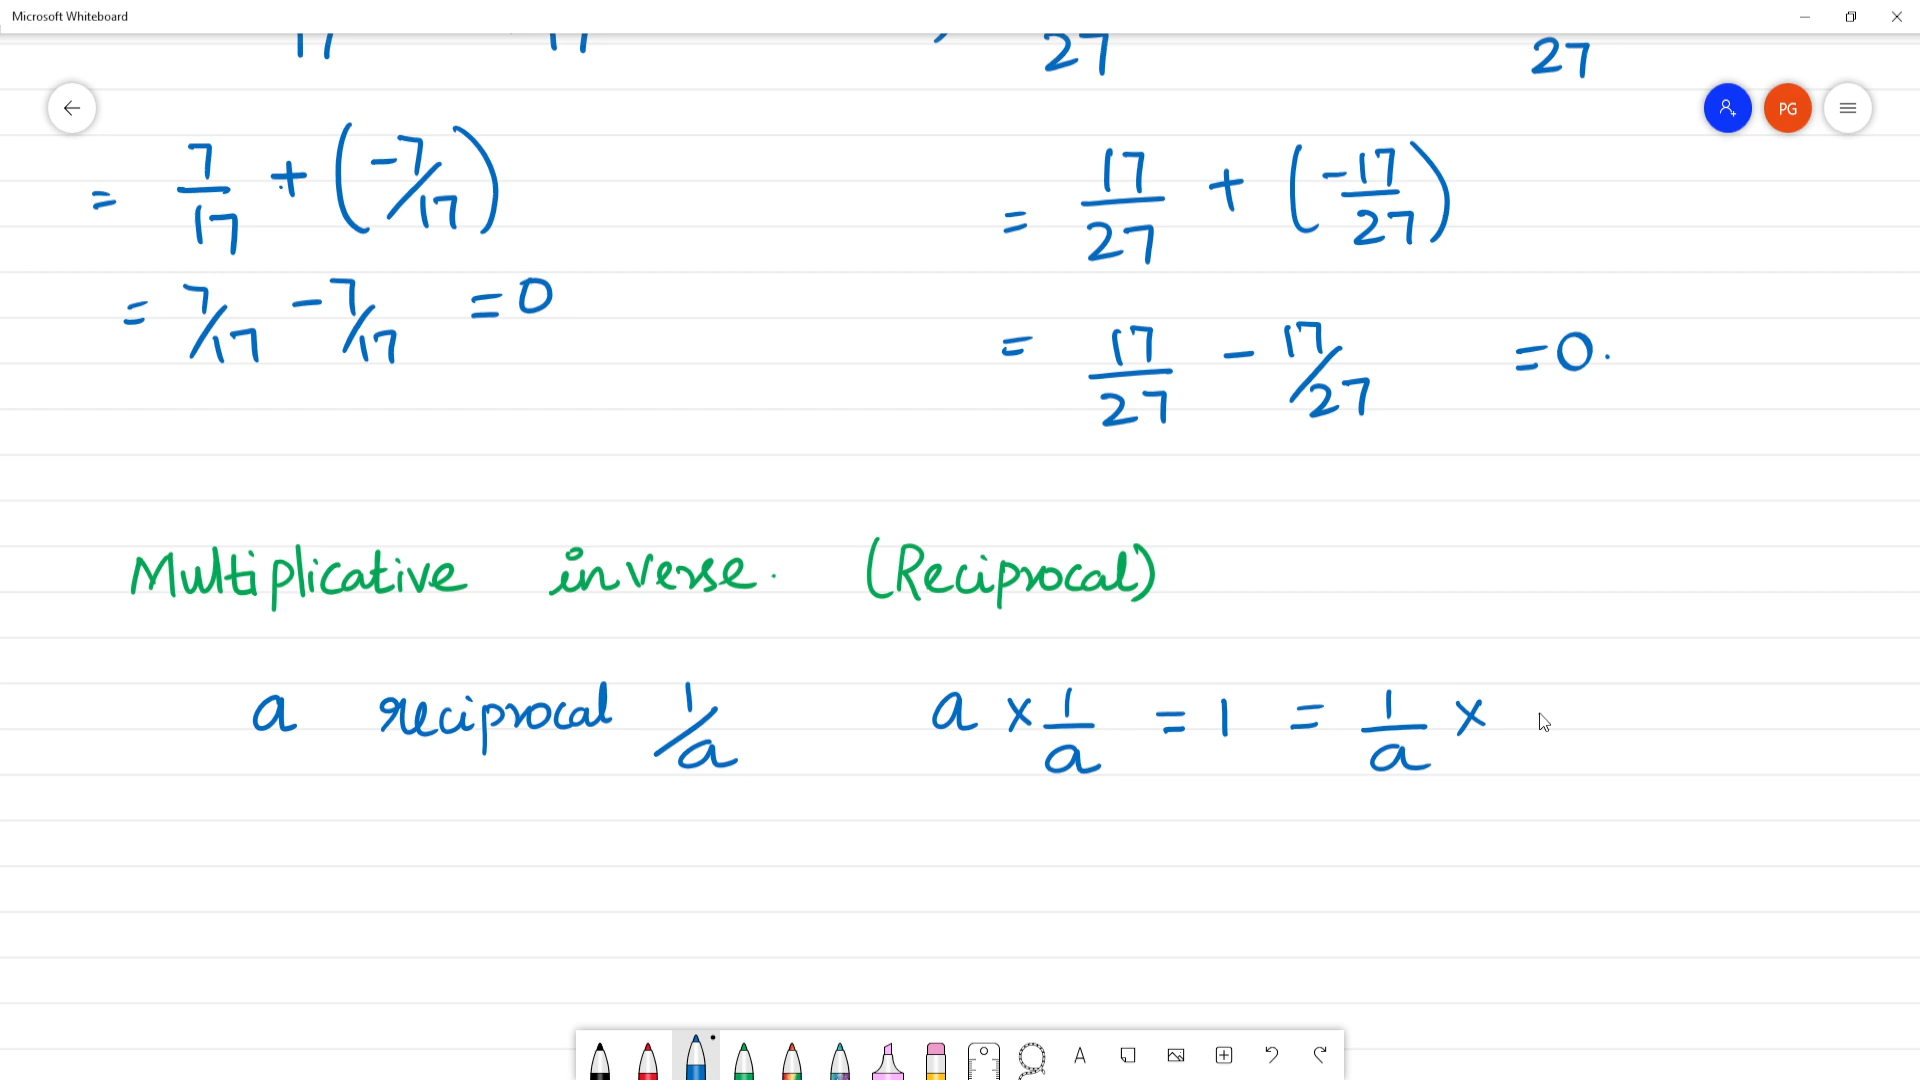 Microsoft Whiteboard
27
27
PG
= 7/17 + (-7/17)
= 7/17 - 7/17 = 0
= 17/27 + (-17/27)
= 17/27 - 17/27 = 0.
Multiplicative inverse. (Reciprocal)
a reciprocal 1/a a × 1/a = 1 = 1/a ×
A